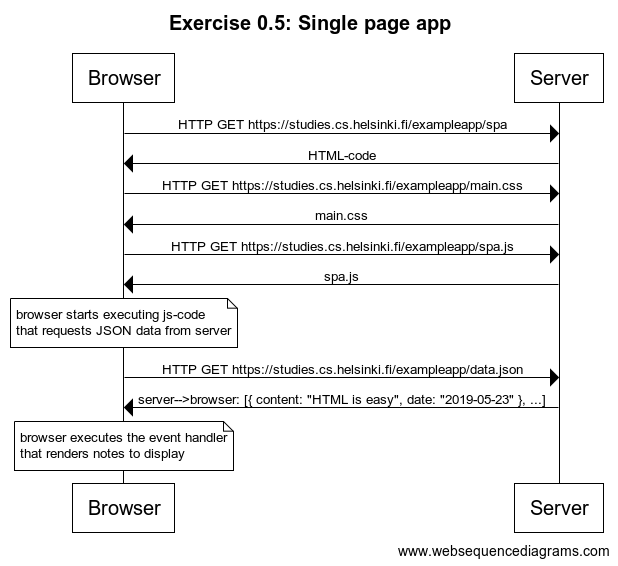 Exercise 0.5: Single page app
Browser
Server
HTTP GET https://studies.cs.helsinki.fi/exampleapp/spa
HTML-code
HTTP GET https://studies.cs.helsinki.fi/exampleapp/main.css
main.css
HTTP GET https://studies.cs.helsinki.fi/exampleapp/spa.js
spa.js
browser starts executing js-code
that requests JSON data from server
HTTP GET https://studies.cs.helsinki.fi/exampleapp/data.json
server-->browser: [{ content: "HTML is easy", date: "2019-05-23" }, ...]
browser executes the event handler
that renders notes to display
Browser
Server
www.websequencediagrams.com